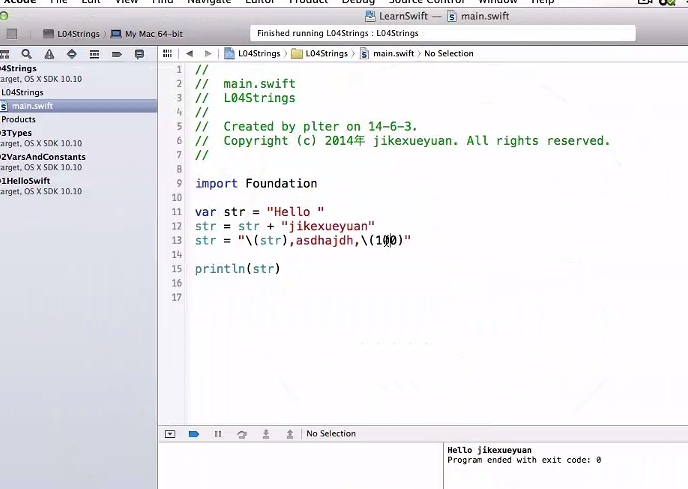 Xcode File Edit View Find Navigate Editor Product Debug Source Control Window Help
LearnSwift — main.swift
L04Strings My Mac 64-bit
Finished running L04Strings : L04Strings
L04Strings L04Strings main.swift No Selection
04Strings
target, OS X SDK 10.10
L04Strings
main.swift
Products
3Types
target, OS X SDK 10.10
2VarsAndConstants
target, OS X SDK 10.10
1HelloSwift
target, OS X SDK 10.10
1 //
2 // main.swift
3 // L04Strings
4 //
5 // Created by plter on 14-6-3.
6 // Copyright (c) 2014年 jikexueyuan. All rights reserved.
7 //
8
9 import Foundation
10
11 var str = "Hello "
12 str = str + "jikexueyuan"
13 str = "\(str),asdhajdh,\(100)"
14
15 println(str)
16
17
No Selection
Hello jikexueyuan
Program ended with exit code: 0